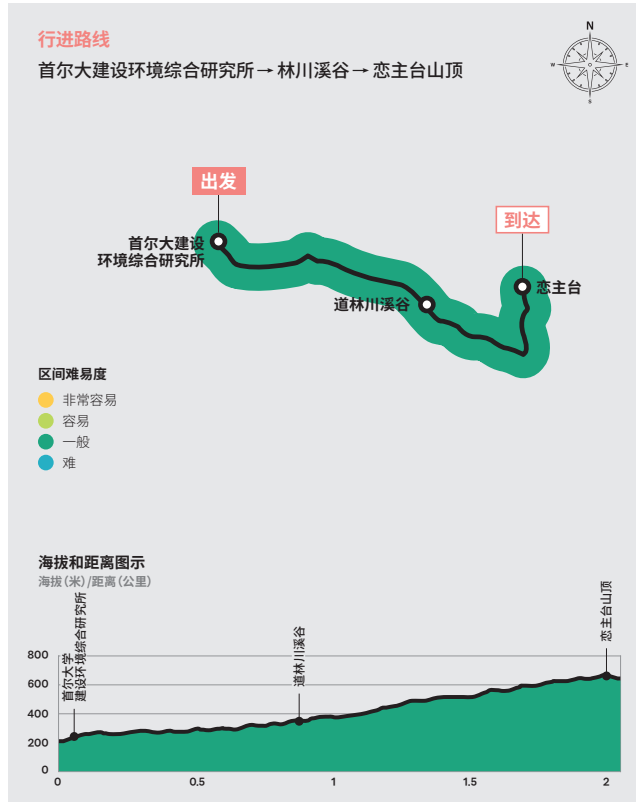 行进路线
首尔大建设环境综合研究所→林川溪谷→恋主台山顶
N
W
E
S
出发
到达
首尔大建设
环境综合研究所
恋主台
道林川溪谷
区间难易度
非常容易
容易
一般
难
海拔和距离图示
海拔(米)/距离(公里)
首尔大学
建设环境综合研究所
道林川溪谷
恋主台山顶
800
600
400
200
0
0
0.5
1
1.5
2